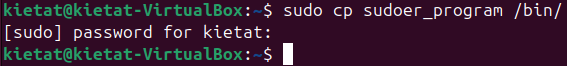 kietat@kietat-VirtualBox:~$ sudo cp sudoer_program /bin/
[sudo] password for kietat:
kietat@kietat-VirtualBox:~$